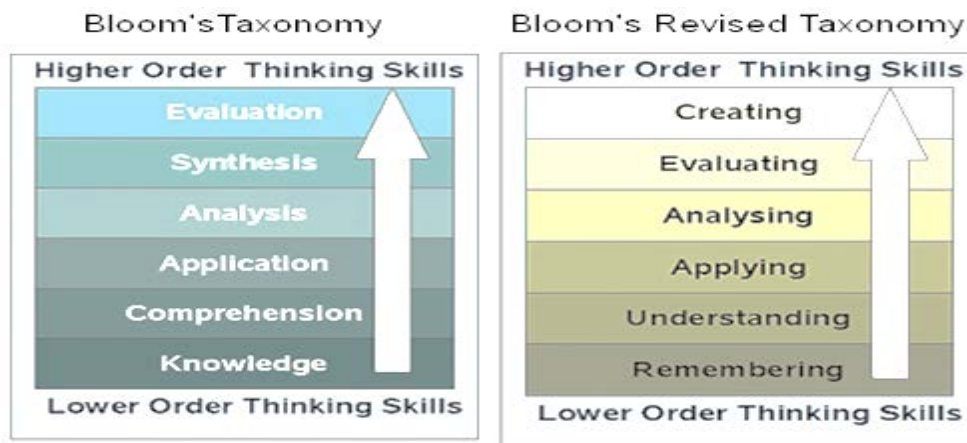 Bloom'sTaxonomy
Higher Order Thinking Skills
Evaluation
Synthesis
Analysis
Application
Comprehension
Knowledge
Lower Order Thinking Skills
Bloom's Revised Taxonomy
Higher Order Thinking Skills
Creating
Evaluating
Analysing
Applying
Understanding
Remembering
Lower Order Thinking Skills